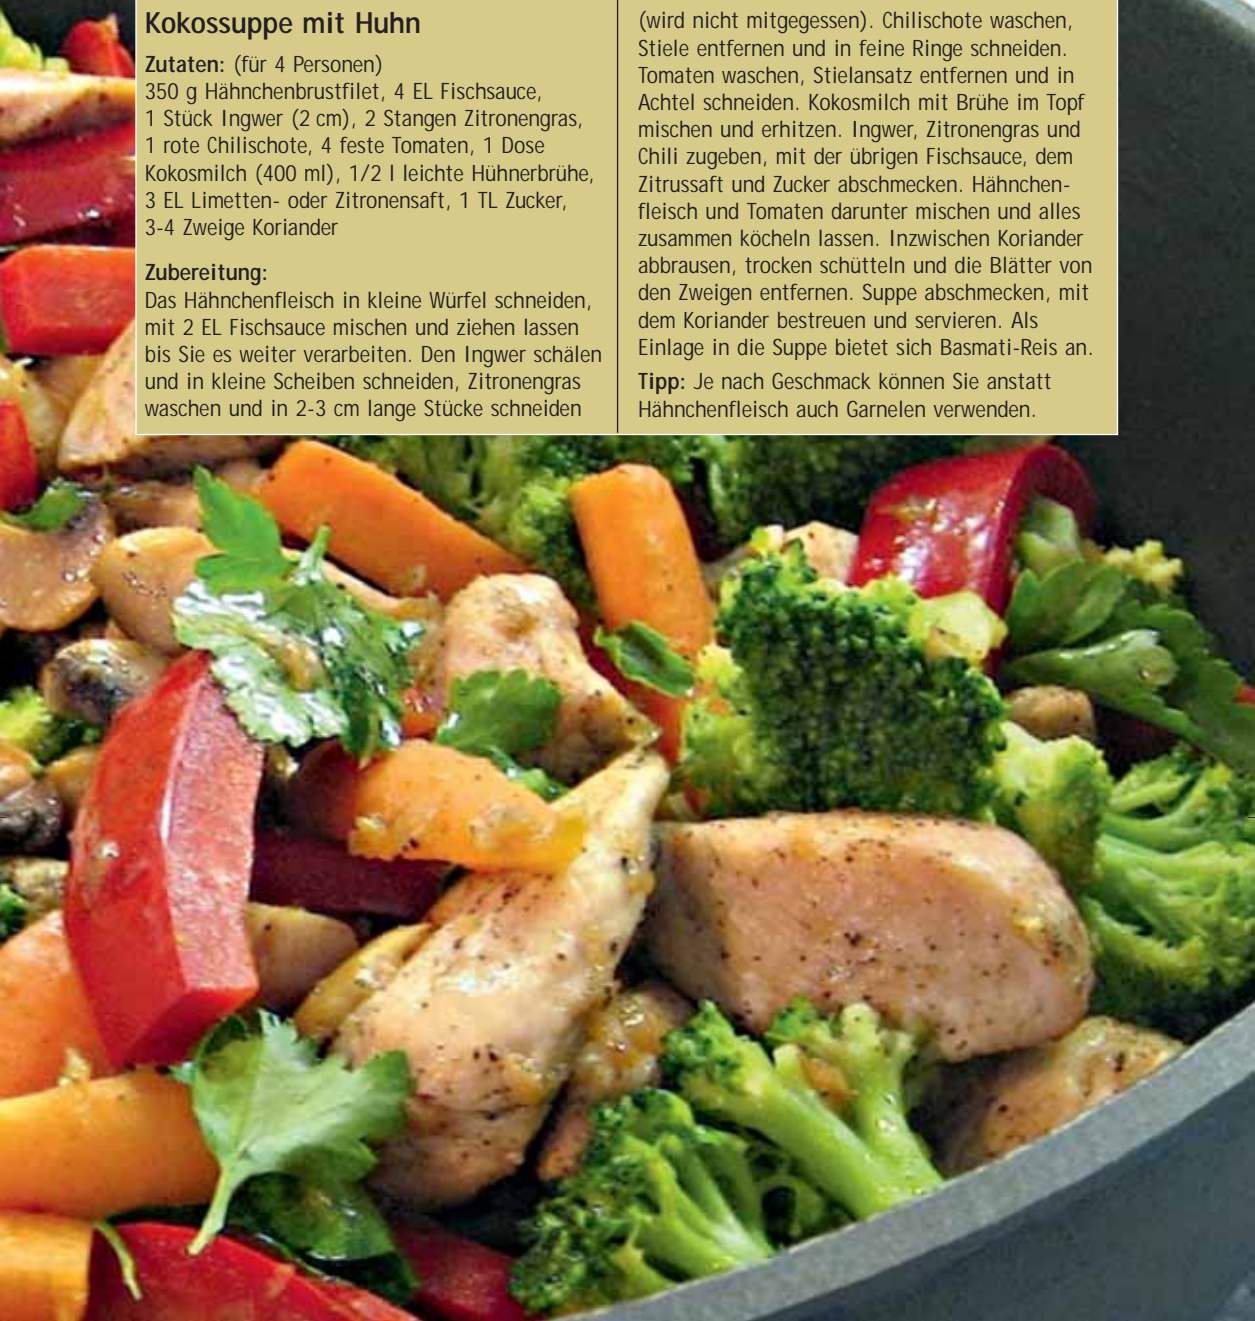 Kokossuppe mit Huhn
Zutaten: (für 4 Personen)
350 g Hähnchenbrustfilet, 4 EL Fischsauce,
1 Stück Ingwer (2 cm), 2 Stangen Zitronengras,
1 rote Chilischote, 4 feste Tomaten, 1 Dose
Kokosmilch (400 ml), 1/2 l leichte Hühnerbrühe,
3 EL Limetten- oder Zitronensaft, 1 TL Zucker,
3-4 Zweige Koriander
Zubereitung:
Das Hähnchenfleisch in kleine Würfel schneiden,
mit 2 EL Fischsauce mischen und ziehen lassen
bis Sie es weiter verarbeiten. Den Ingwer schälen
und in kleine Scheiben schneiden, Zitronengras
waschen und in 2-3 cm lange Stücke schneiden
(wird nicht mitgegessen). Chilischote waschen,
Stiele entfernen und in feine Ringe schneiden.
Tomaten waschen, Stielansatz entfernen und in
Achtel schneiden. Kokosmilch mit Brühe im Topf
mischen und erhitzen. Ingwer, Zitronengras und
Chili zugeben, mit der übrigen Fischsauce, dem
Zitrussaft und Zucker abschmecken. Hähnchen-
fleisch und Tomaten darunter mischen und alles
zusammen köcheln lassen. Inzwischen Koriander
abbrausen, trocken schütteln und die Blätter von
den Zweigen entfernen. Suppe abschmecken, mit
dem Koriander bestreuen und servieren. Als
Einlage in die Suppe bietet sich Basmati-Reis an.
Tipp: Je nach Geschmack können Sie anstatt
Hähnchenfleisch auch Garnelen verwenden.